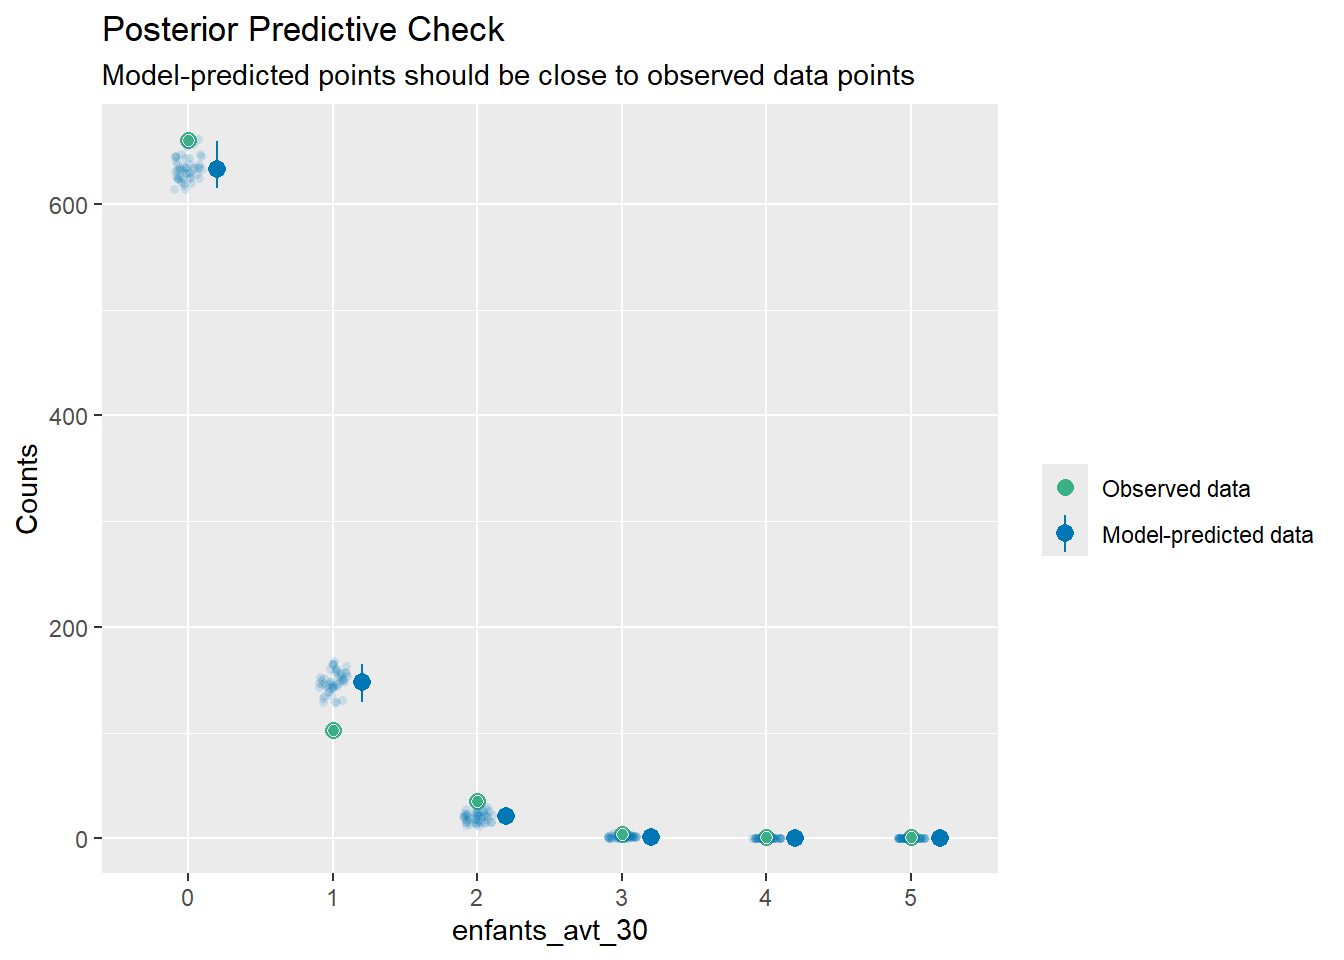 Posterior Predictive Check
Model-predicted points should be close to observed data points
Counts
600
400
200
0
0 1 2 3 4 5
enfants_avt_30
Observed data
Model-predicted data